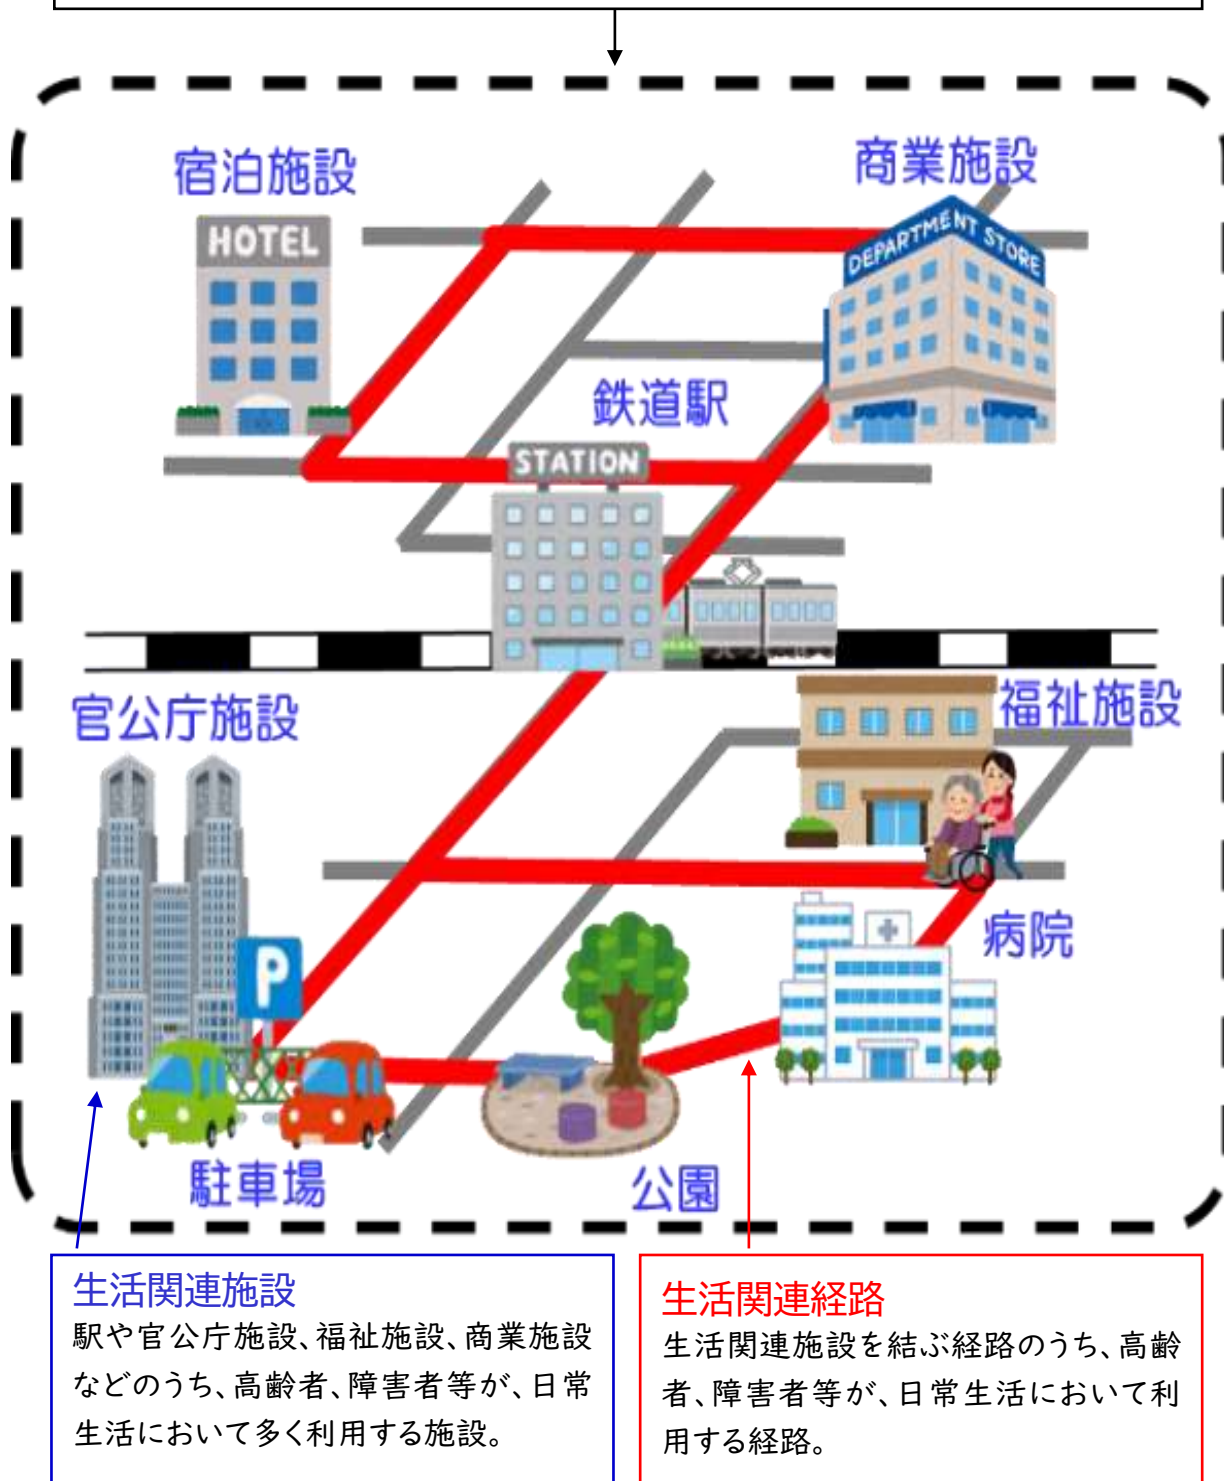 宿泊施設
商業施設
HOTEL
DEPARTMENT STORE
鉄道駅
STATION
官公庁施設
福祉施設
病院
P
駐車場
公園
生活関連施設
駅や官公庁施設、福祉施設、商業施設
などのうち、高齢者、障害者等が、日常
生活において多く利用する施設。
生活関連経路
生活関連施設を結ぶ経路のうち、高齢
者、障害者等が、日常生活において利
用する経路。